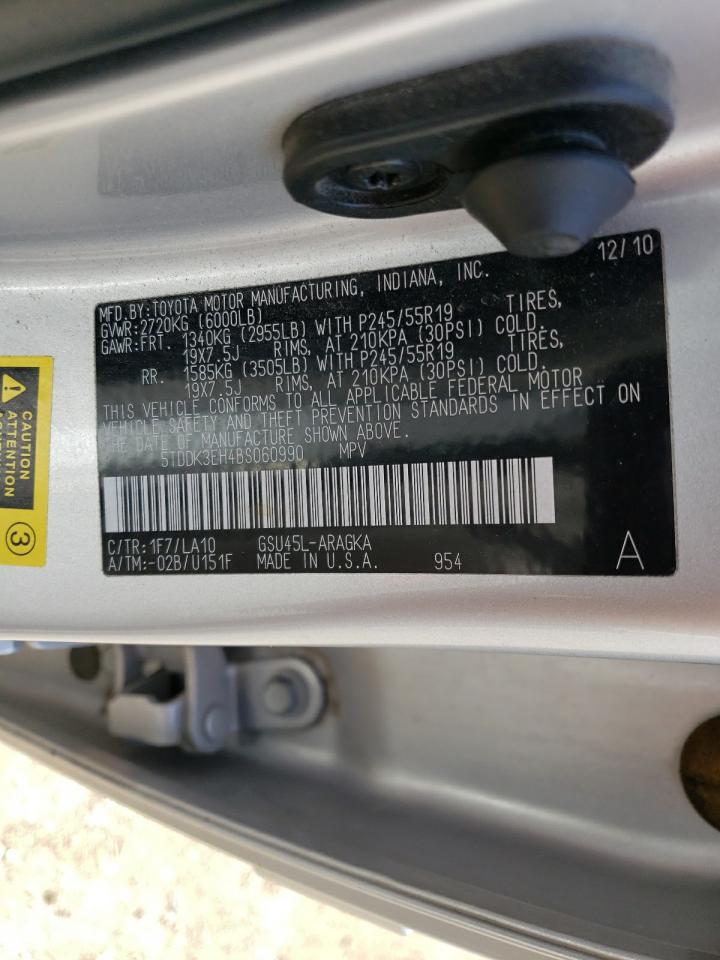 12/10
MFD.BY:TOYOTA MOTOR MANUFACTURING, INDIANA, INC.
GVWR:2720KG (6000LB)
GAWR:FRT. 1340KG (2955LB) WITH P245/55R19 TIRES,
19X7.5J RIMS, AT 210KPA (30PSI) COLD.
RR. 1585KG (3505LB) WITH P245/55R19 TIRES,
19X7.5J RIMS, AT 210KPA (30PSI) COLD.
THIS VEHICLE CONFORMS TO ALL APPLICABLE FEDERAL MOTOR
VEHICLE SAFETY AND THEFT PREVENTION STANDARDS IN EFFECT ON
THE DATE OF MANUFACTURE SHOWN ABOVE.
5TDDK3EH4BS060990 MPV
C/TR:1F7/LA10 GSU45L-ARAGKA
A/TM:-02B/U151F MADE IN U.S.A. 954 A
CAUTION
ATTENTION
3